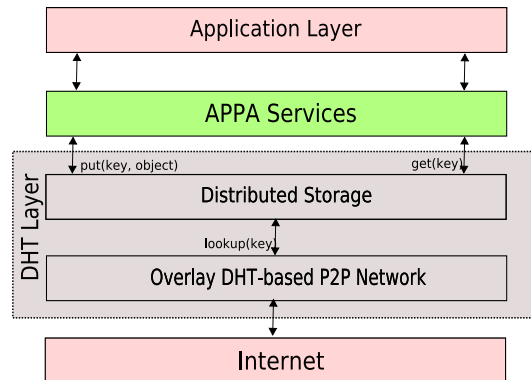 Application Layer
APPA Services
put(key, object)
get(key)
DHT Layer
Distributed Storage
lookup(key)
Overlay DHT-based P2P Network
Internet